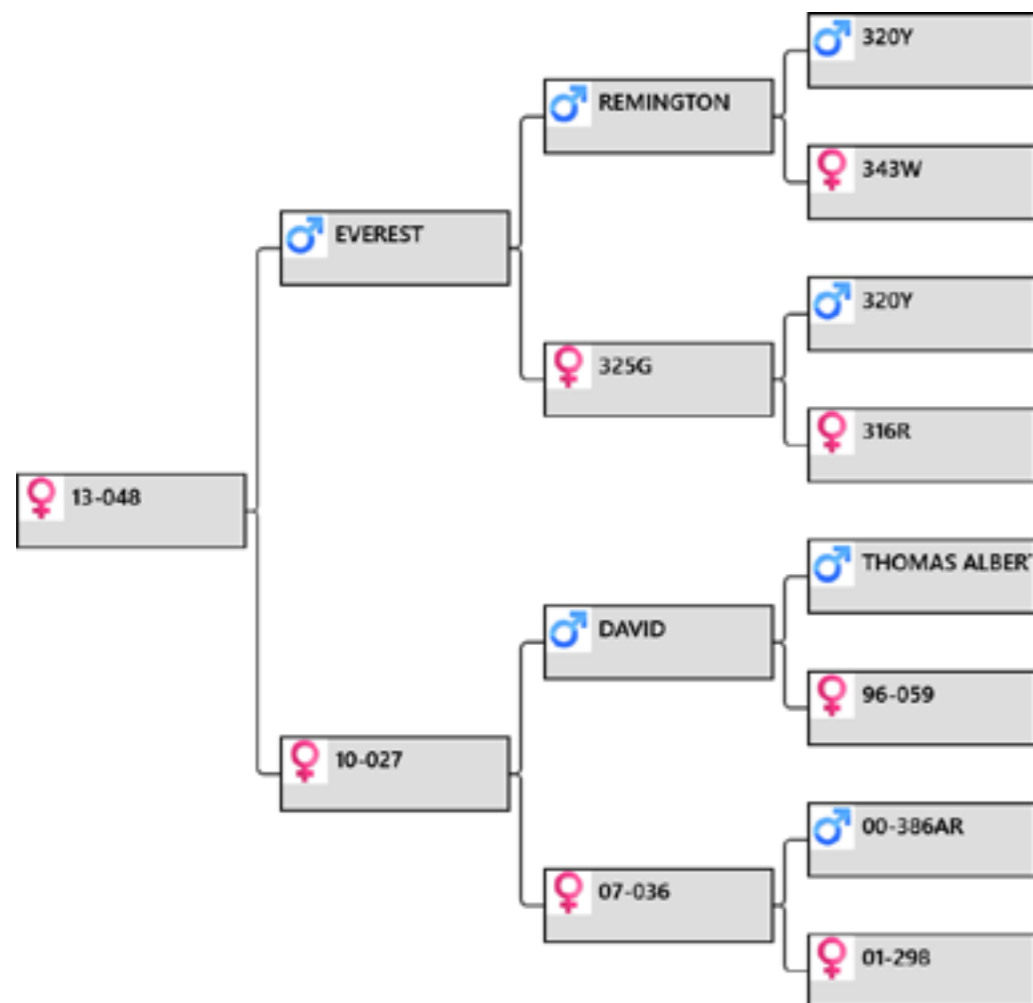 320Y
REMINGTON
343W
EVEREST
320Y
325G
316R
13-048
THOMAS ALBERT
DAVID
96-059
10-027
00-386AR
07-036
01-298